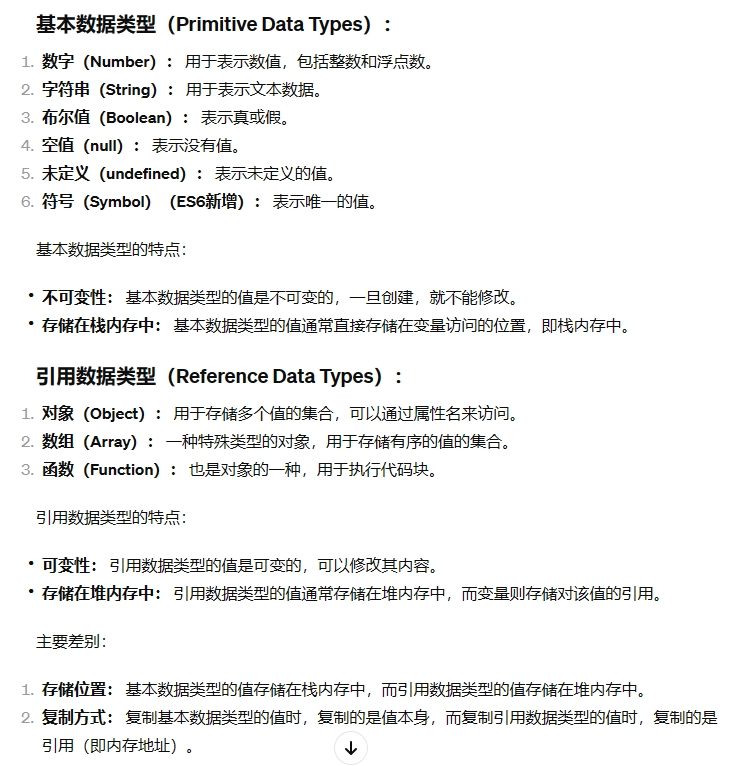 基本数据类型（Primitive Data Types）：
1. 数字（Number）： 用于表示数值，包括整数和浮点数。
2. 字符串（String）： 用于表示文本数据。
3. 布尔值（Boolean）： 表示真或假。
4. 空值（null）： 表示没有值。
5. 未定义（undefined）： 表示未定义的值。
6. 符号（Symbol）（ES6新增）： 表示唯一的值。
基本数据类型的特点：
• 不可变性： 基本数据类型的值是不可变的，一旦创建，就不能修改。
• 存储在栈内存中： 基本数据类型的值通常直接存储在变量访问的位置，即栈内存中。
引用数据类型（Reference Data Types）：
1. 对象（Object）： 用于存储多个值的集合，可以通过属性名来访问。
2. 数组（Array）： 一种特殊类型的对象，用于存储有序的值的集合。
3. 函数（Function）： 也是对象的一种，用于执行代码块。
引用数据类型的特点：
• 可变性： 引用数据类型的值是可变的，可以修改其内容。
• 存储在堆内存中： 引用数据类型的值通常存储在堆内存中，而变量则存储对该值的引用。
主要差别：
1. 存储位置： 基本数据类型的值存储在栈内存中，而引用数据类型的值存储在堆内存中。
2. 复制方式： 复制基本数据类型的值时，复制的是值本身，而复制引用数据类型的值时，复制的是
引用（即内存地址）。